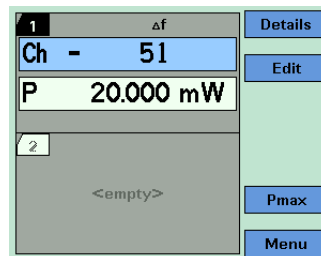 1 Δf Details
Ch - 51
Edit
P 20.000 mW
2
<empty>
Pmax
Menu